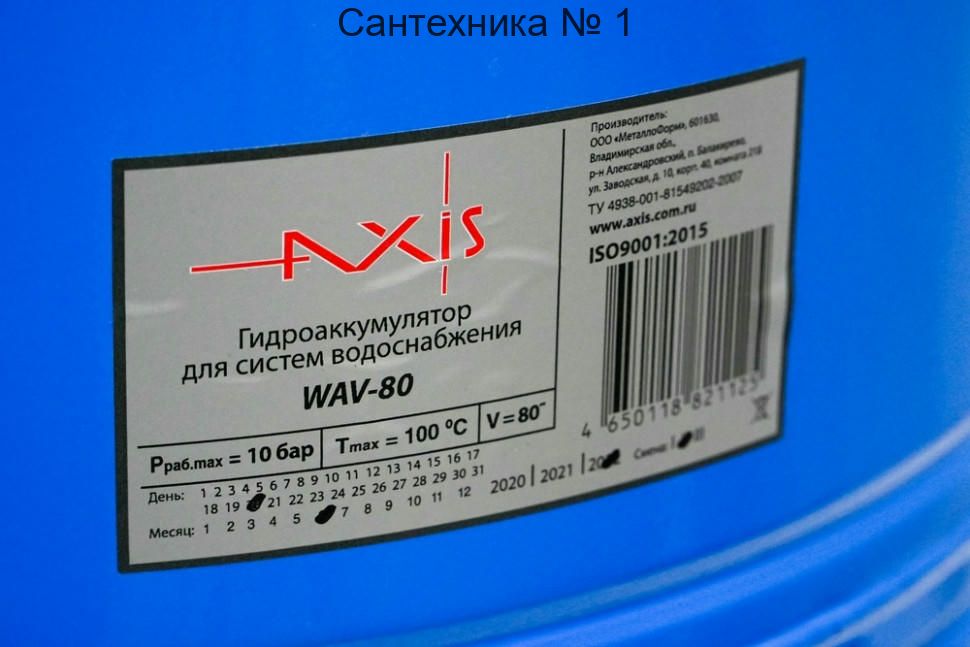 Сантехника № 1
AXIS
Гидроаккумулятор
для систем водоснабжения
WAV-80
Pраб.max = 10 бар
Tmax = 100 ºC
V = 80
День: 1 2 3 4 5 6 7 8 9 10 11 12 13 14 15 16 17
18 19 21 22 23 24 25 26 27 28 29 30 31
Месяц: 1 2 3 4 5 7 8 9 10 11 12
2020 | 2021 |
Смена: I III
Производитель:
ООО «МеталлоФорм», 601630,
Владимирская обл.,
р-н Александровский, п. Балакирево,
ул. Заводская, д. 10, корп. 40, комната 21д
ТУ 4938-001-81549202-2007
www.axis.com.ru
ISO9001:2015
4 650118 821125